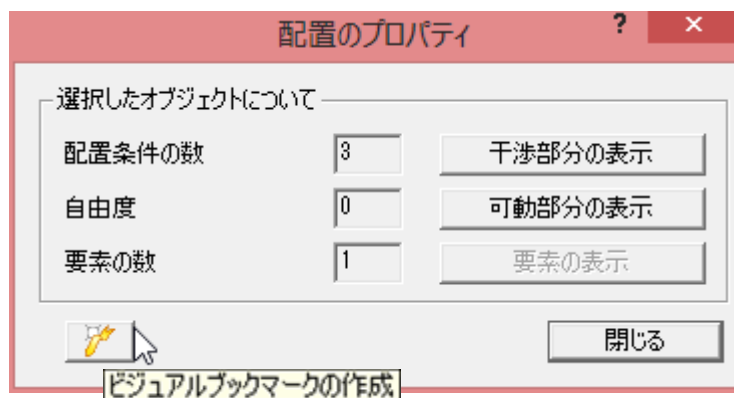 配置のプロパティ ? ×
選択したオブジェクトについて
配置条件の数 3 干渉部分の表示
自由度 0 可動部分の表示
要素の数 1 要素の表示
閉じる
ビジュアルブックマークの作成